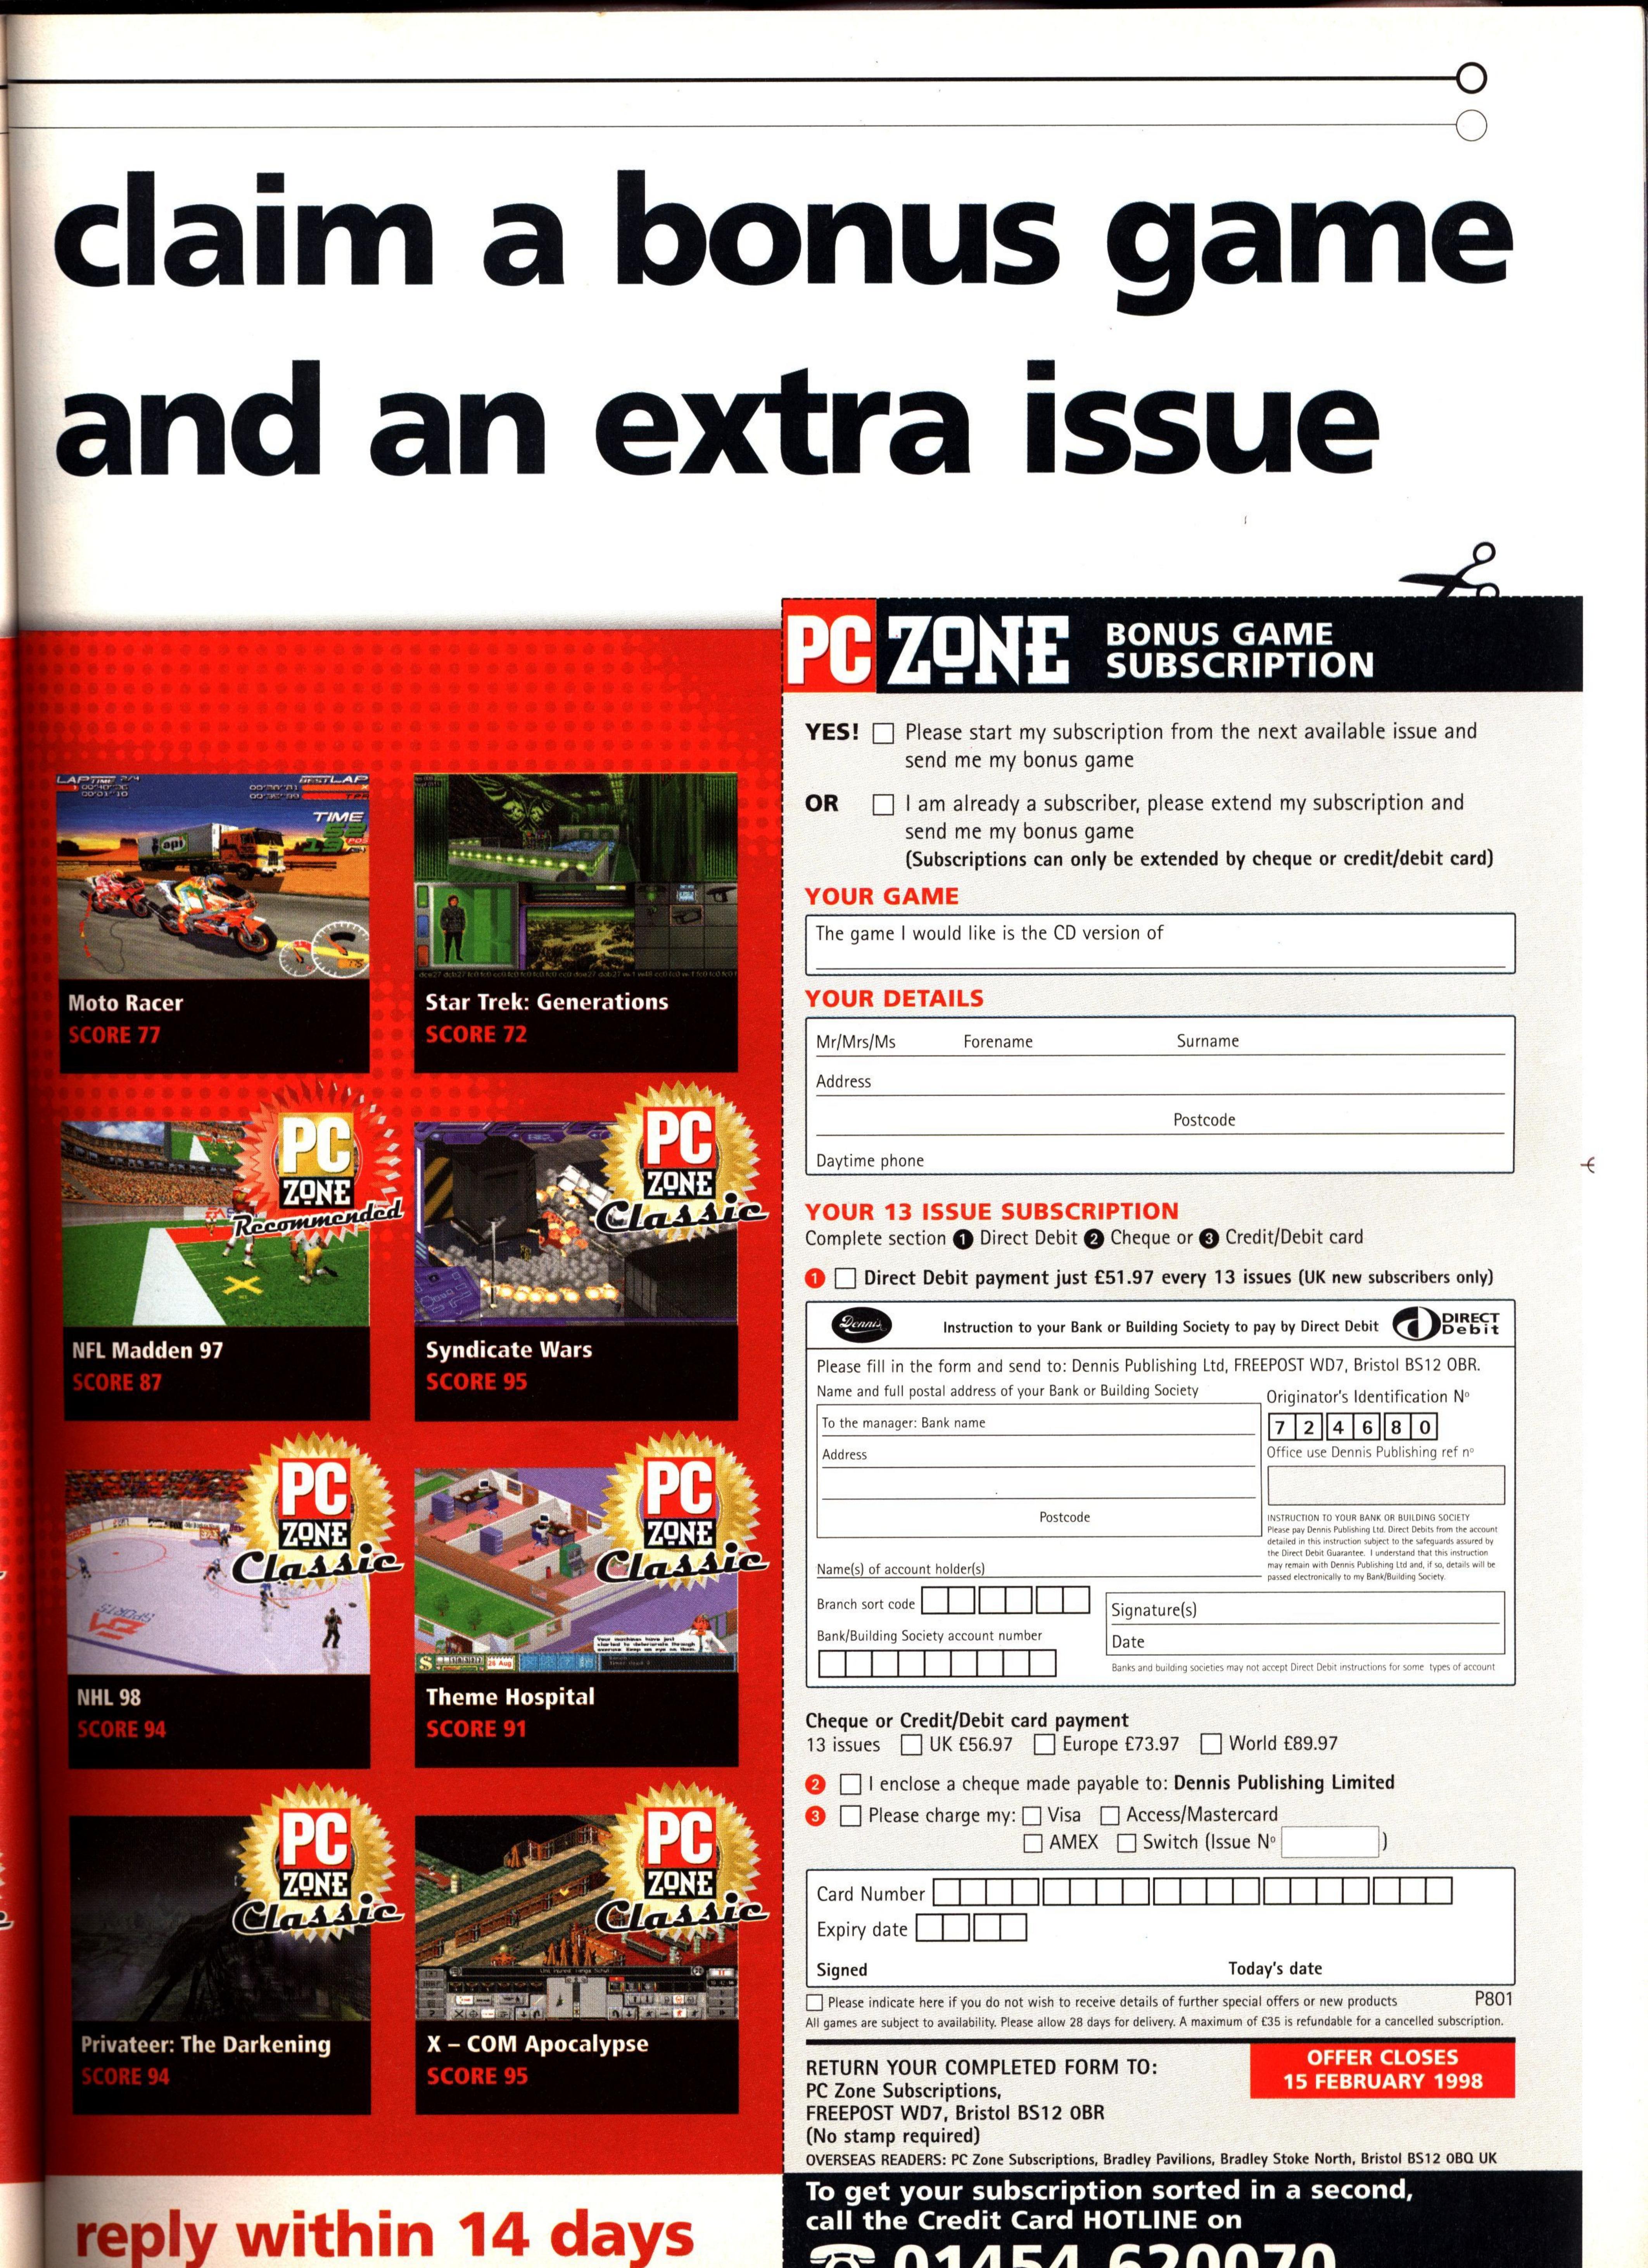 claim a bonus game
and an extra issue
Moto Racer
SCORE 77
Star Trek: Generations
SCORE 72
PC
ZONE
Recommended
NFL Madden 97
SCORE 87
PC
ZONE
Classic
Syndicate Wars
SCORE 95
PC
ZONE
Classic
NHL 98
SCORE 94
PC
ZONE
Classic
Theme Hospital
SCORE 91
PC
ZONE
Classic
Privateer: The Darkening
SCORE 94
PC
ZONE
Classic
X – COM Apocalypse
SCORE 95
reply within 14 days
PC ZONE
BONUS GAME
SUBSCRIPTION
YES! Please start my subscription from the next available issue and
send me my bonus game
OR I am already a subscriber, please extend my subscription and
send me my bonus game
(Subscriptions can only be extended by cheque or credit/debit card)
YOUR GAME
The game I would like is the CD version of
YOUR DETAILS
Mr/Mrs/Ms Forename Surname
Address
Postcode
Daytime phone
YOUR 13 ISSUE SUBSCRIPTION
Complete section 1 Direct Debit 2 Cheque or 3 Credit/Debit card
1 Direct Debit payment just £51.97 every 13 issues (UK new subscribers only)
Dennis Instruction to your Bank or Building Society to pay by Direct Debit DIRECT
Debit
Please fill in the form and send to: Dennis Publishing Ltd, FREEPOST WD7, Bristol BS12 0BR.
Name and full postal address of your Bank or Building Society
To the manager: Bank name
Address
Postcode
Originator's Identification Nº
7 2 4 6 8 0
Office use Dennis Publishing ref nº
INSTRUCTION TO YOUR BANK OR BUILDING SOCIETY
Please pay Dennis Publishing Ltd. Direct Debits from the account
detailed in this instruction subject to the safeguards assured by
the Direct Debit Guarantee. I understand that this instruction
may remain with Dennis Publishing Ltd and, if so, details will be
passed electronically to my Bank/Building Society.
Name(s) of account holder(s)
Branch sort code
Bank/Building Society account number
Signature(s)
Date
Banks and building societies may not accept Direct Debit instructions for some types of account
Cheque or Credit/Debit card payment
13 issues UK £56.97 Europe £73.97 World £89.97
2 I enclose a cheque made payable to: Dennis Publishing Limited
3 Please charge my: Visa Access/Mastercard
AMEX Switch (Issue Nº )
Card Number
Expiry date
Signed Today's date
Please indicate here if you do not wish to receive details of further special offers or new products P801
All games are subject to availability. Please allow 28 days for delivery. A maximum of £35 is refundable for a cancelled subscription.
RETURN YOUR COMPLETED FORM TO:
PC Zone Subscriptions,
FREEPOST WD7, Bristol BS12 0BR
(No stamp required)
OFFER CLOSES
15 FEBRUARY 1998
OVERSEAS READERS: PC Zone Subscriptions, Bradley Pavilions, Bradley Stoke North, Bristol BS12 0BQ UK
To get your subscription sorted in a second,
call the Credit Card HOTLINE on
01454 620070